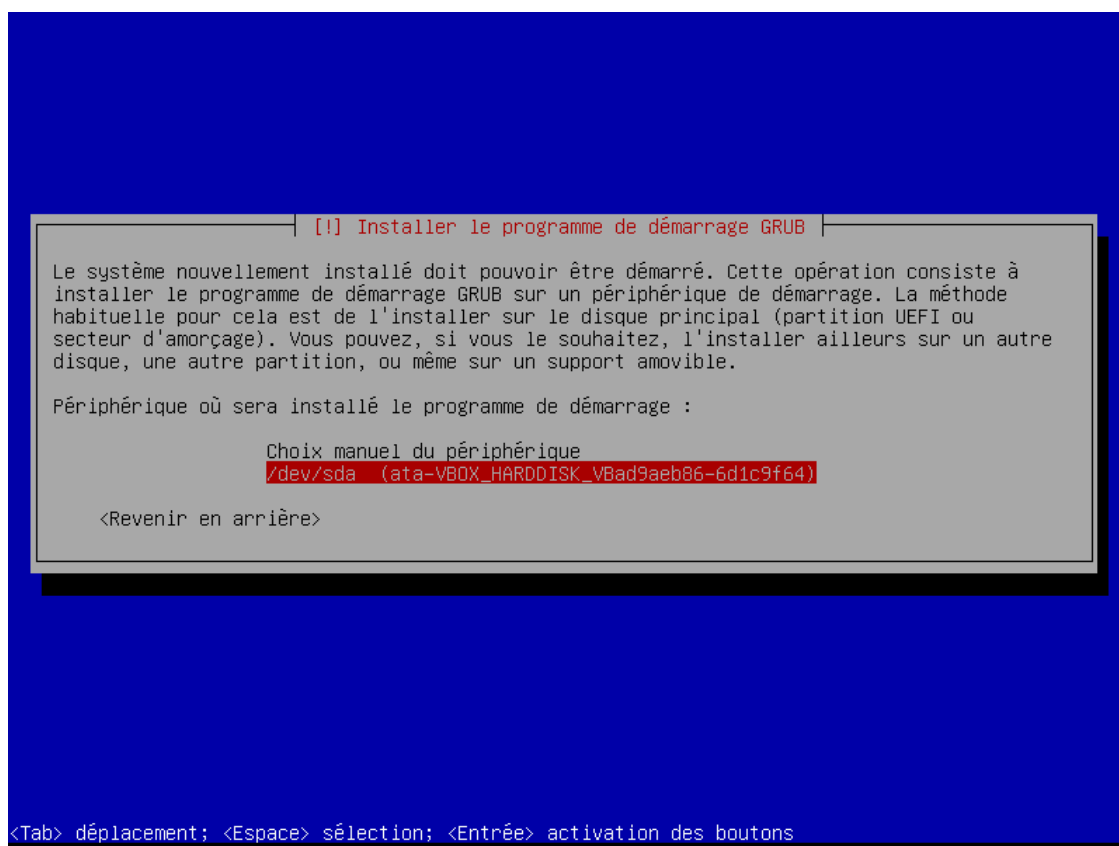 [!] Installer le programme de démarrage GRUB
Le système nouvellement installé doit pouvoir être démarré. Cette opération consiste à
installer le programme de démarrage GRUB sur un périphérique de démarrage. La méthode
habituelle pour cela est de l'installer sur le disque principal (partition UEFI ou
secteur d'amorçage). Vous pouvez, si vous le souhaitez, l'installer ailleurs sur un autre
disque, une autre partition, ou même sur un support amovible.
Périphérique où sera installé le programme de démarrage :
Choix manuel du périphérique
/dev/sda (ata-VBOX_HARDDISK_VBad9aeb86-6d1c9f64)
<Revenir en arrière>
<Tab> déplacement; <Espace> sélection; <Entrée> activation des boutons